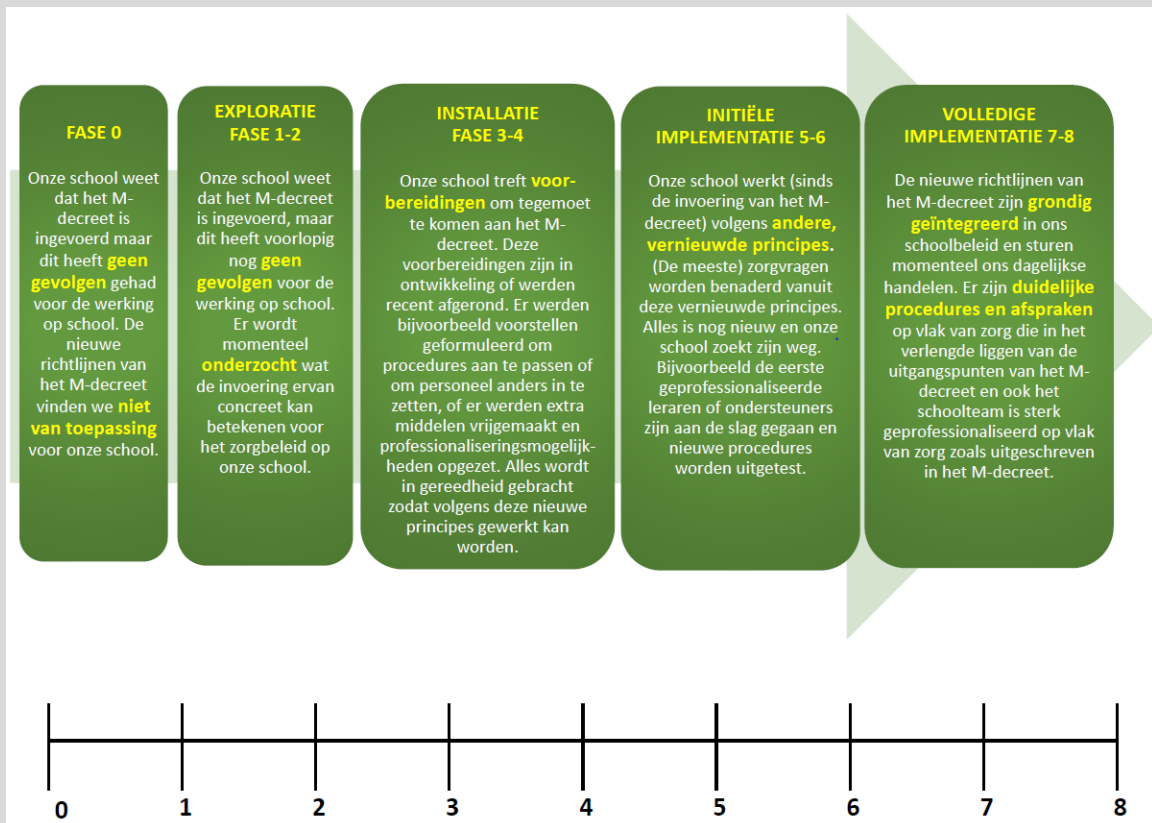 FASE 0
Onze school weet
dat het M-
decreet is
ingevoerd maar
dit heeft geen
gevolgen gehad
voor de werking
op school. De
nieuwe
richtlijnen van
het M-decreet
vinden we niet
van toepassing
voor onze school.
EXPLORATIE
FASE 1-2
Onze school weet
dat het M-decreet
is ingevoerd, maar
dit heeft voorlopig
nog geen
gevolgen voor de
werking op school.
Er wordt
momenteel
onderzocht wat
de invoering ervan
concreet kan
betekenen voor
het zorgbeleid op
onze school.
INSTALLATIE
FASE 3-4
Onze school treft voor-
bereidingen om tegemoet
te komen aan het M-
decreet. Deze
voorbereidingen zijn in
ontwikkeling of werden
recent afgerond. Er werden
bijvoorbeeld voorstellen
geformuleerd om
procedures aan te passen of
om personeel anders in te
zetten, of er werden extra
middelen vrijgemaakt en
professionaliseringsmogelijk-
heden opgezet. Alles wordt
in gereedheid gebracht
zodat volgens deze nieuwe
principes gewerkt kan
worden.
INITIËLE
IMPLEMENTATIE 5-6
Onze school werkt (sinds
de invoering van het M-
decreet) volgens andere,
vernieuwde principes.
(De meeste) zorgvragen
worden benaderd vanuit
deze vernieuwde principes.
Alles is nog nieuw en onze
school zoekt zijn weg.
Bijvoorbeeld de eerste
geprofessionaliseerde
leraren of ondersteuners
zijn aan de slag gegaan en
nieuwe procedures
worden uitgetest.
VOLLEDIGE
IMPLEMENTATIE 7-8
De nieuwe richtlijnen van
het M-decreet zijn grondig
geïntegreerd in ons
schoolbeleid en sturen
momenteel ons dagelijkse
handelen. Er zijn duidelijke
procedures en afspraken
op vlak van zorg die in het
verlengde liggen van de
uitgangspunten van het M-
decreet en ook het
schoolteam is sterk
geprofessionaliseerd op vlak
van zorg zoals uitgeschreven
in het M-decreet.
0 1 2 3 4 5 6 7 8